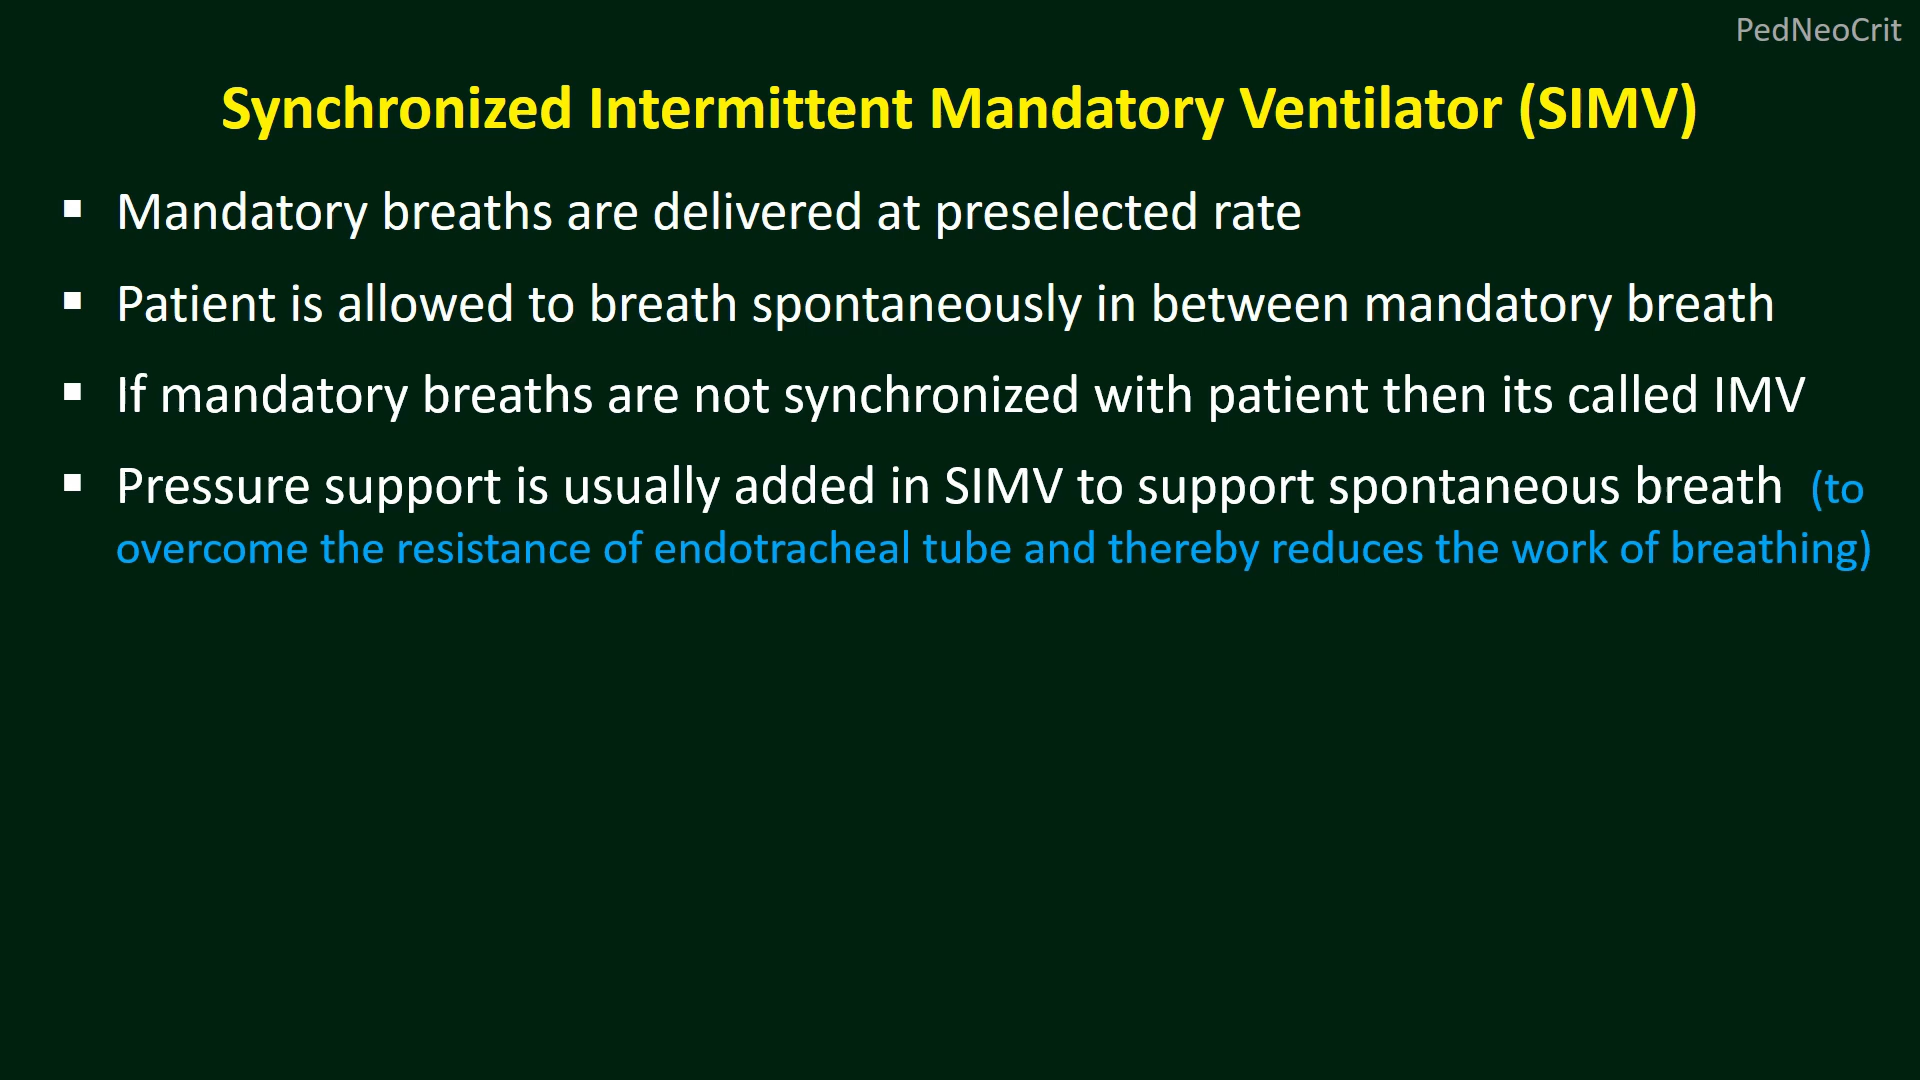 PedNeoCrit
Synchronized Intermittent Mandatory Ventilator (SIMV)
▪ Mandatory breaths are delivered at preselected rate
▪ Patient is allowed to breath spontaneously in between mandatory breath
▪ If mandatory breaths are not synchronized with patient then its called IMV
▪ Pressure support is usually added in SIMV to support spontaneous breath (to
overcome the resistance of endotracheal tube and thereby reduces the work of breathing)